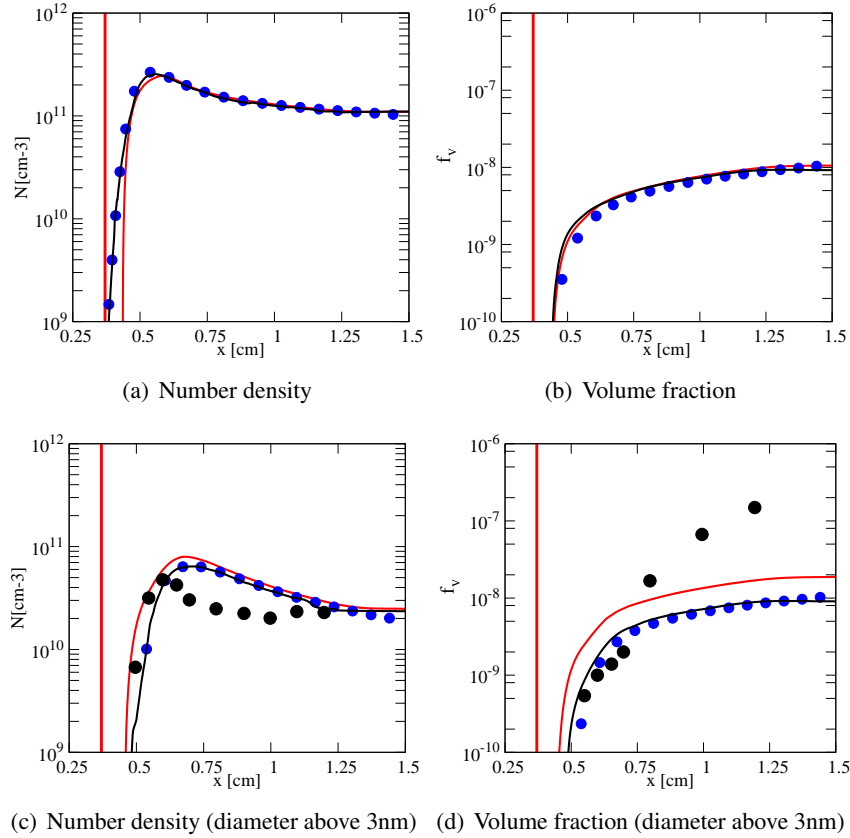 10^12
10^11
10^10
10^9
N[cm-3]
0.25 0.5 0.75 1 1.25 1.5
x [cm]
(a) Number density
10^-6
10^-7
10^-8
10^-9
10^-10
f_v
0.25 0.5 0.75 1 1.25 1.5
x [cm]
(b) Volume fraction
10^12
10^11
10^10
10^9
N[cm-3]
0.25 0.5 0.75 1 1.25 1.5
x [cm]
(c) Number density (diameter above 3nm)
10^-6
10^-7
10^-8
10^-9
10^-10
f_v
0.25 0.5 0.75 1 1.25 1.5
x [cm]
(d) Volume fraction (diameter above 3nm)